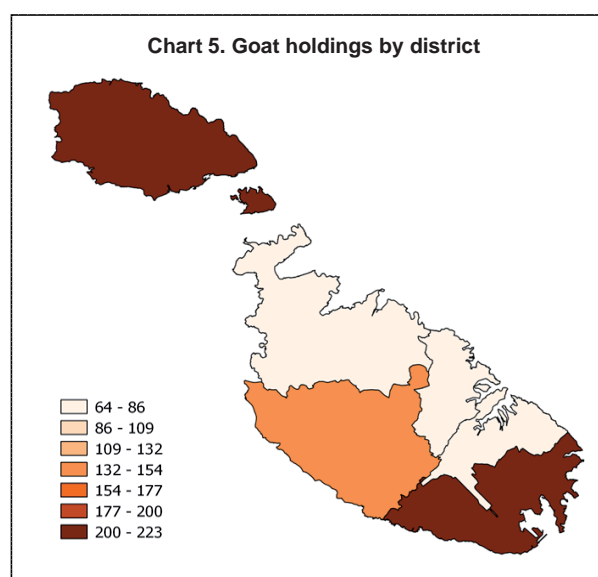 Chart 5. Goat holdings by district
64 - 86
86 - 109
109 - 132
132 - 154
154 - 177
177 - 200
200 - 223